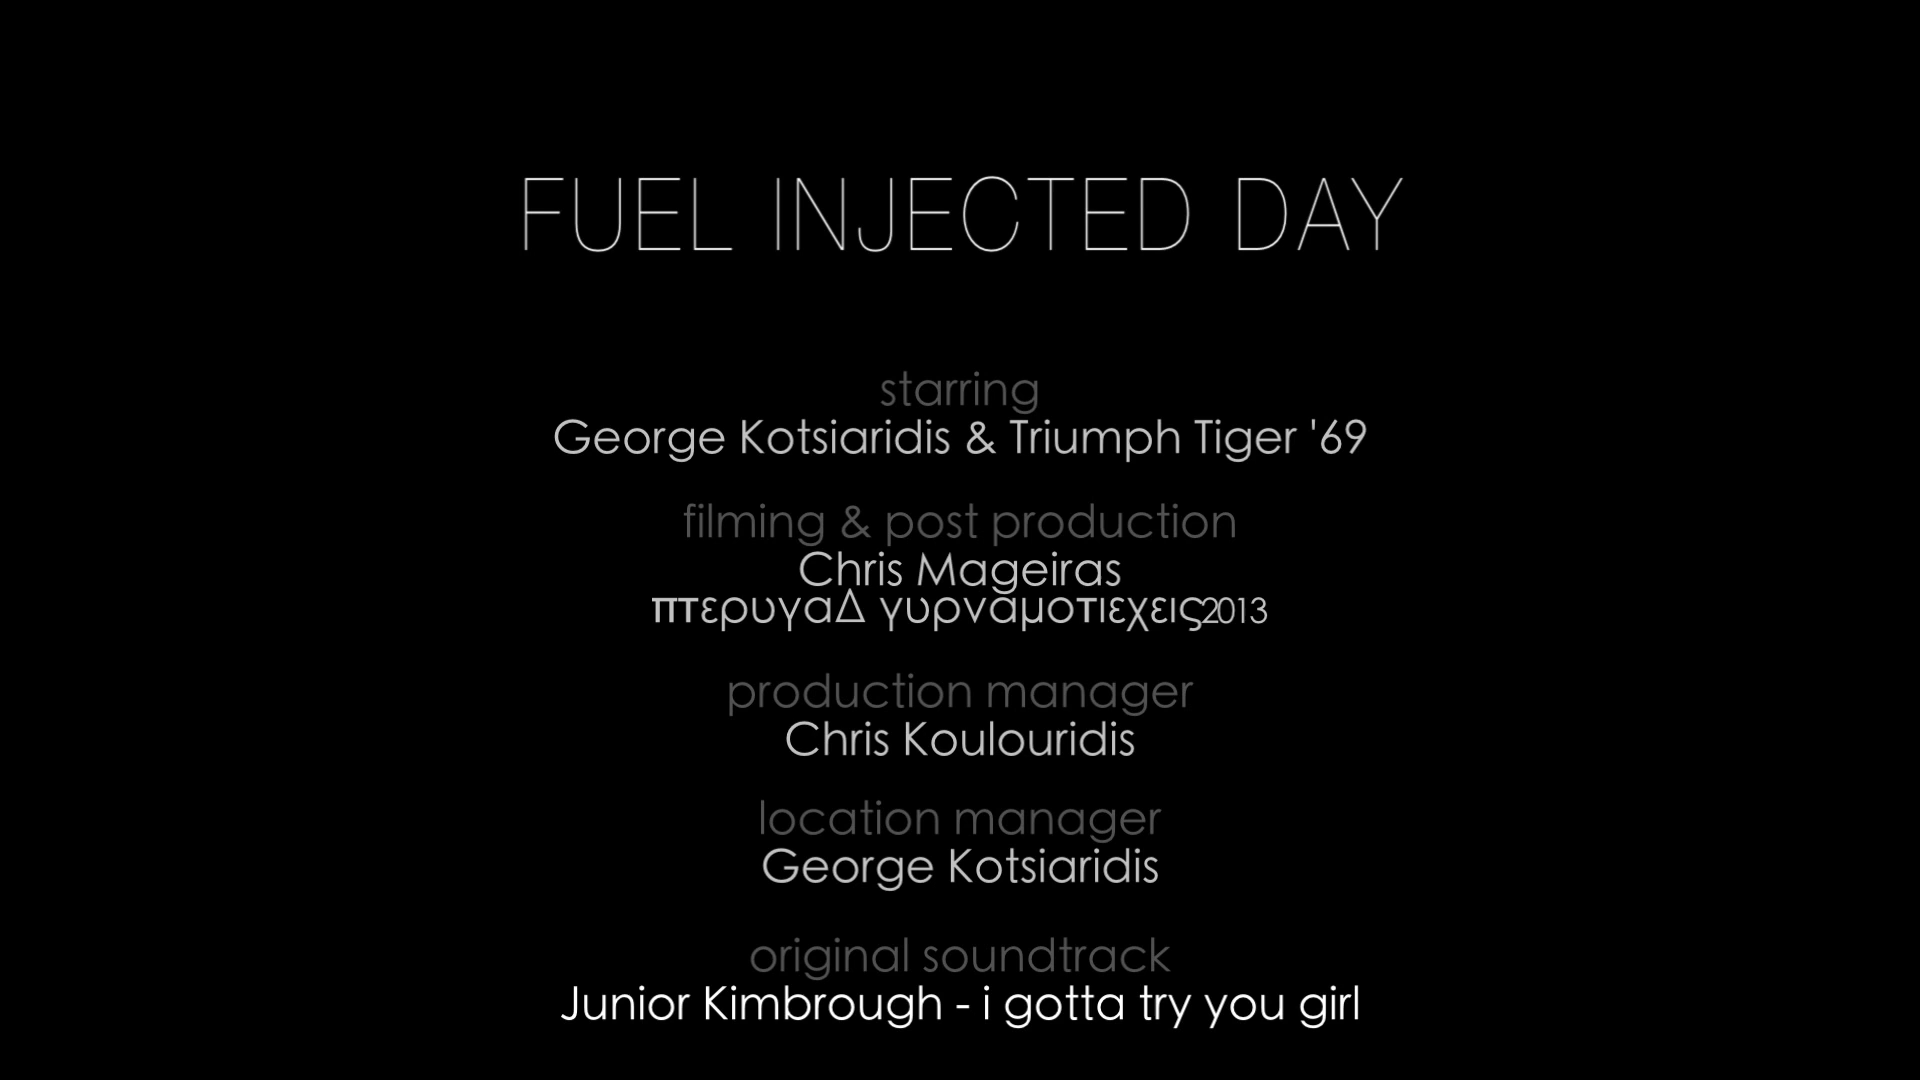 FUEL INJECTED DAY
starring
George Kotsiaridis & Triumph Tiger '69
filming & post production
Chris Mageiras
πτερυγαΔ γυρναμοτιεχεις2013
production manager
Chris Koulouridis
location manager
George Kotsiaridis
original soundtrack
Junior Kimbrough - i gotta try you girl